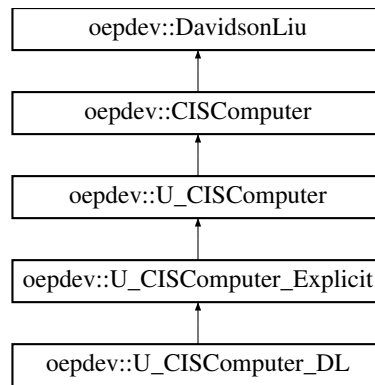 oepdev::DavidsonLiu
oepdev::CISComputer
oepdev::U_CISComputer
oepdev::U_CISComputer_Explicit
oepdev::U_CISComputer_DL